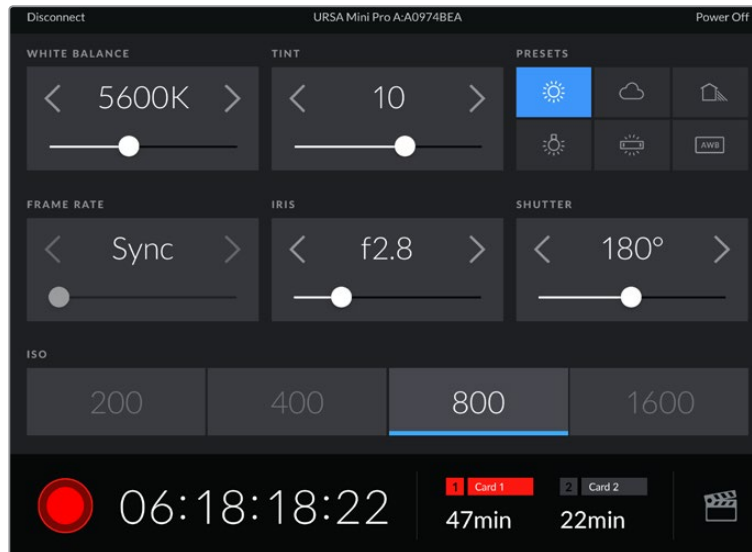 Disconnect URSA Mini Pro A:A0974BEA Power Off
WHITE BALANCE TINT PRESETS
5600K 10
AWB
FRAME RATE IRIS SHUTTER
Sync f2.8 180°
ISO
200 400 800 1600
06:18:18:22 1 Card 1 2 Card 2
47min 22min